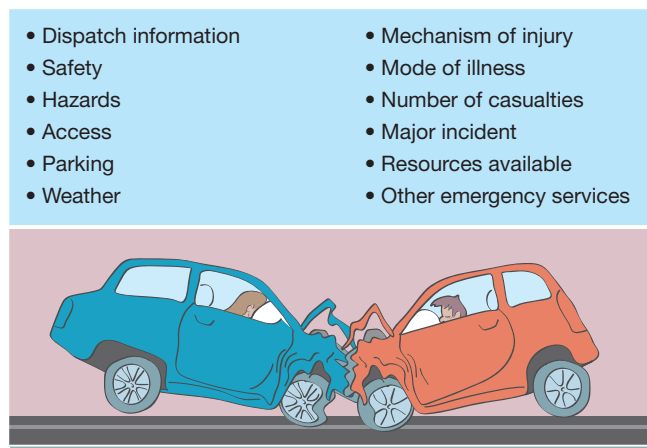 • Dispatch information
• Safety
• Hazards
• Access
• Parking
• Weather
• Mechanism of injury
• Mode of illness
• Number of casualties
• Major incident
• Resources available
• Other emergency services